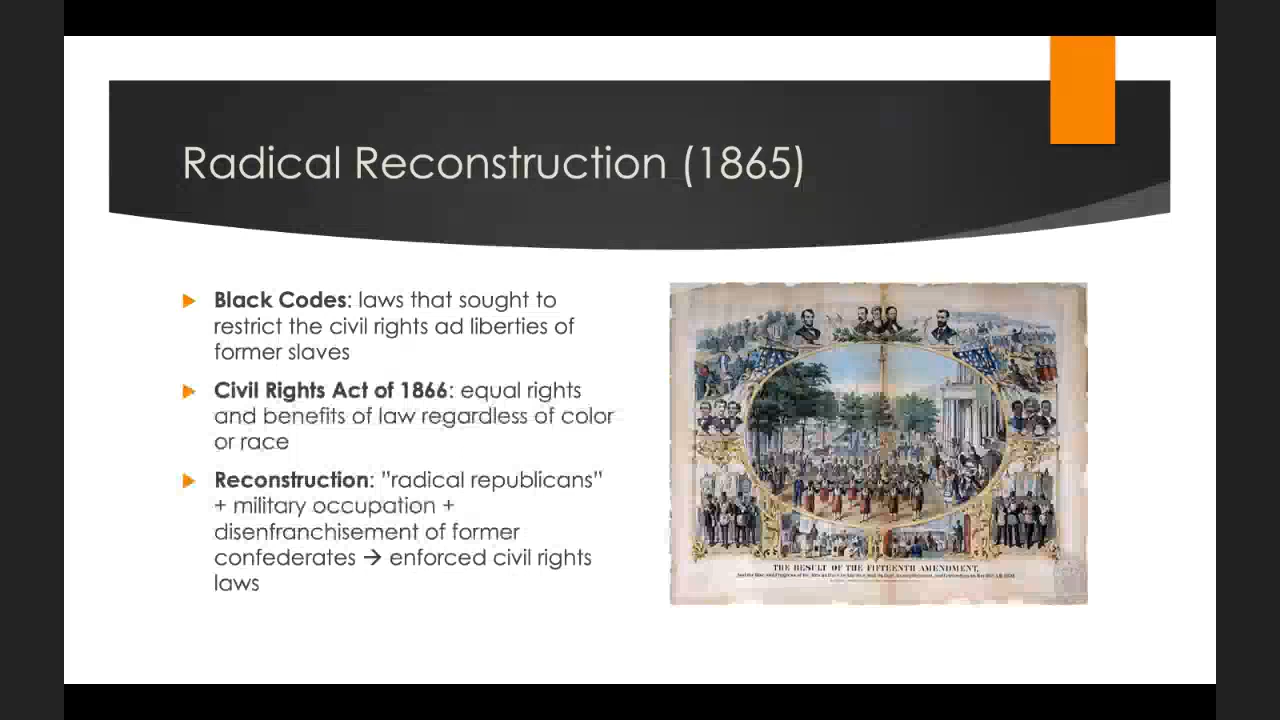 Radical Reconstruction (1865)
Black Codes: laws that sought to
restrict the civil rights ad liberties of
former slaves
Civil Rights Act of 1866: equal rights
and benefits of law regardless of color
or race
Reconstruction: ”radical republicans”
+ military occupation +
disenfranchisement of former
confederates → enforced civil rights
laws
THE RESULT OF THE FIFTEENTH AMENDMENT,